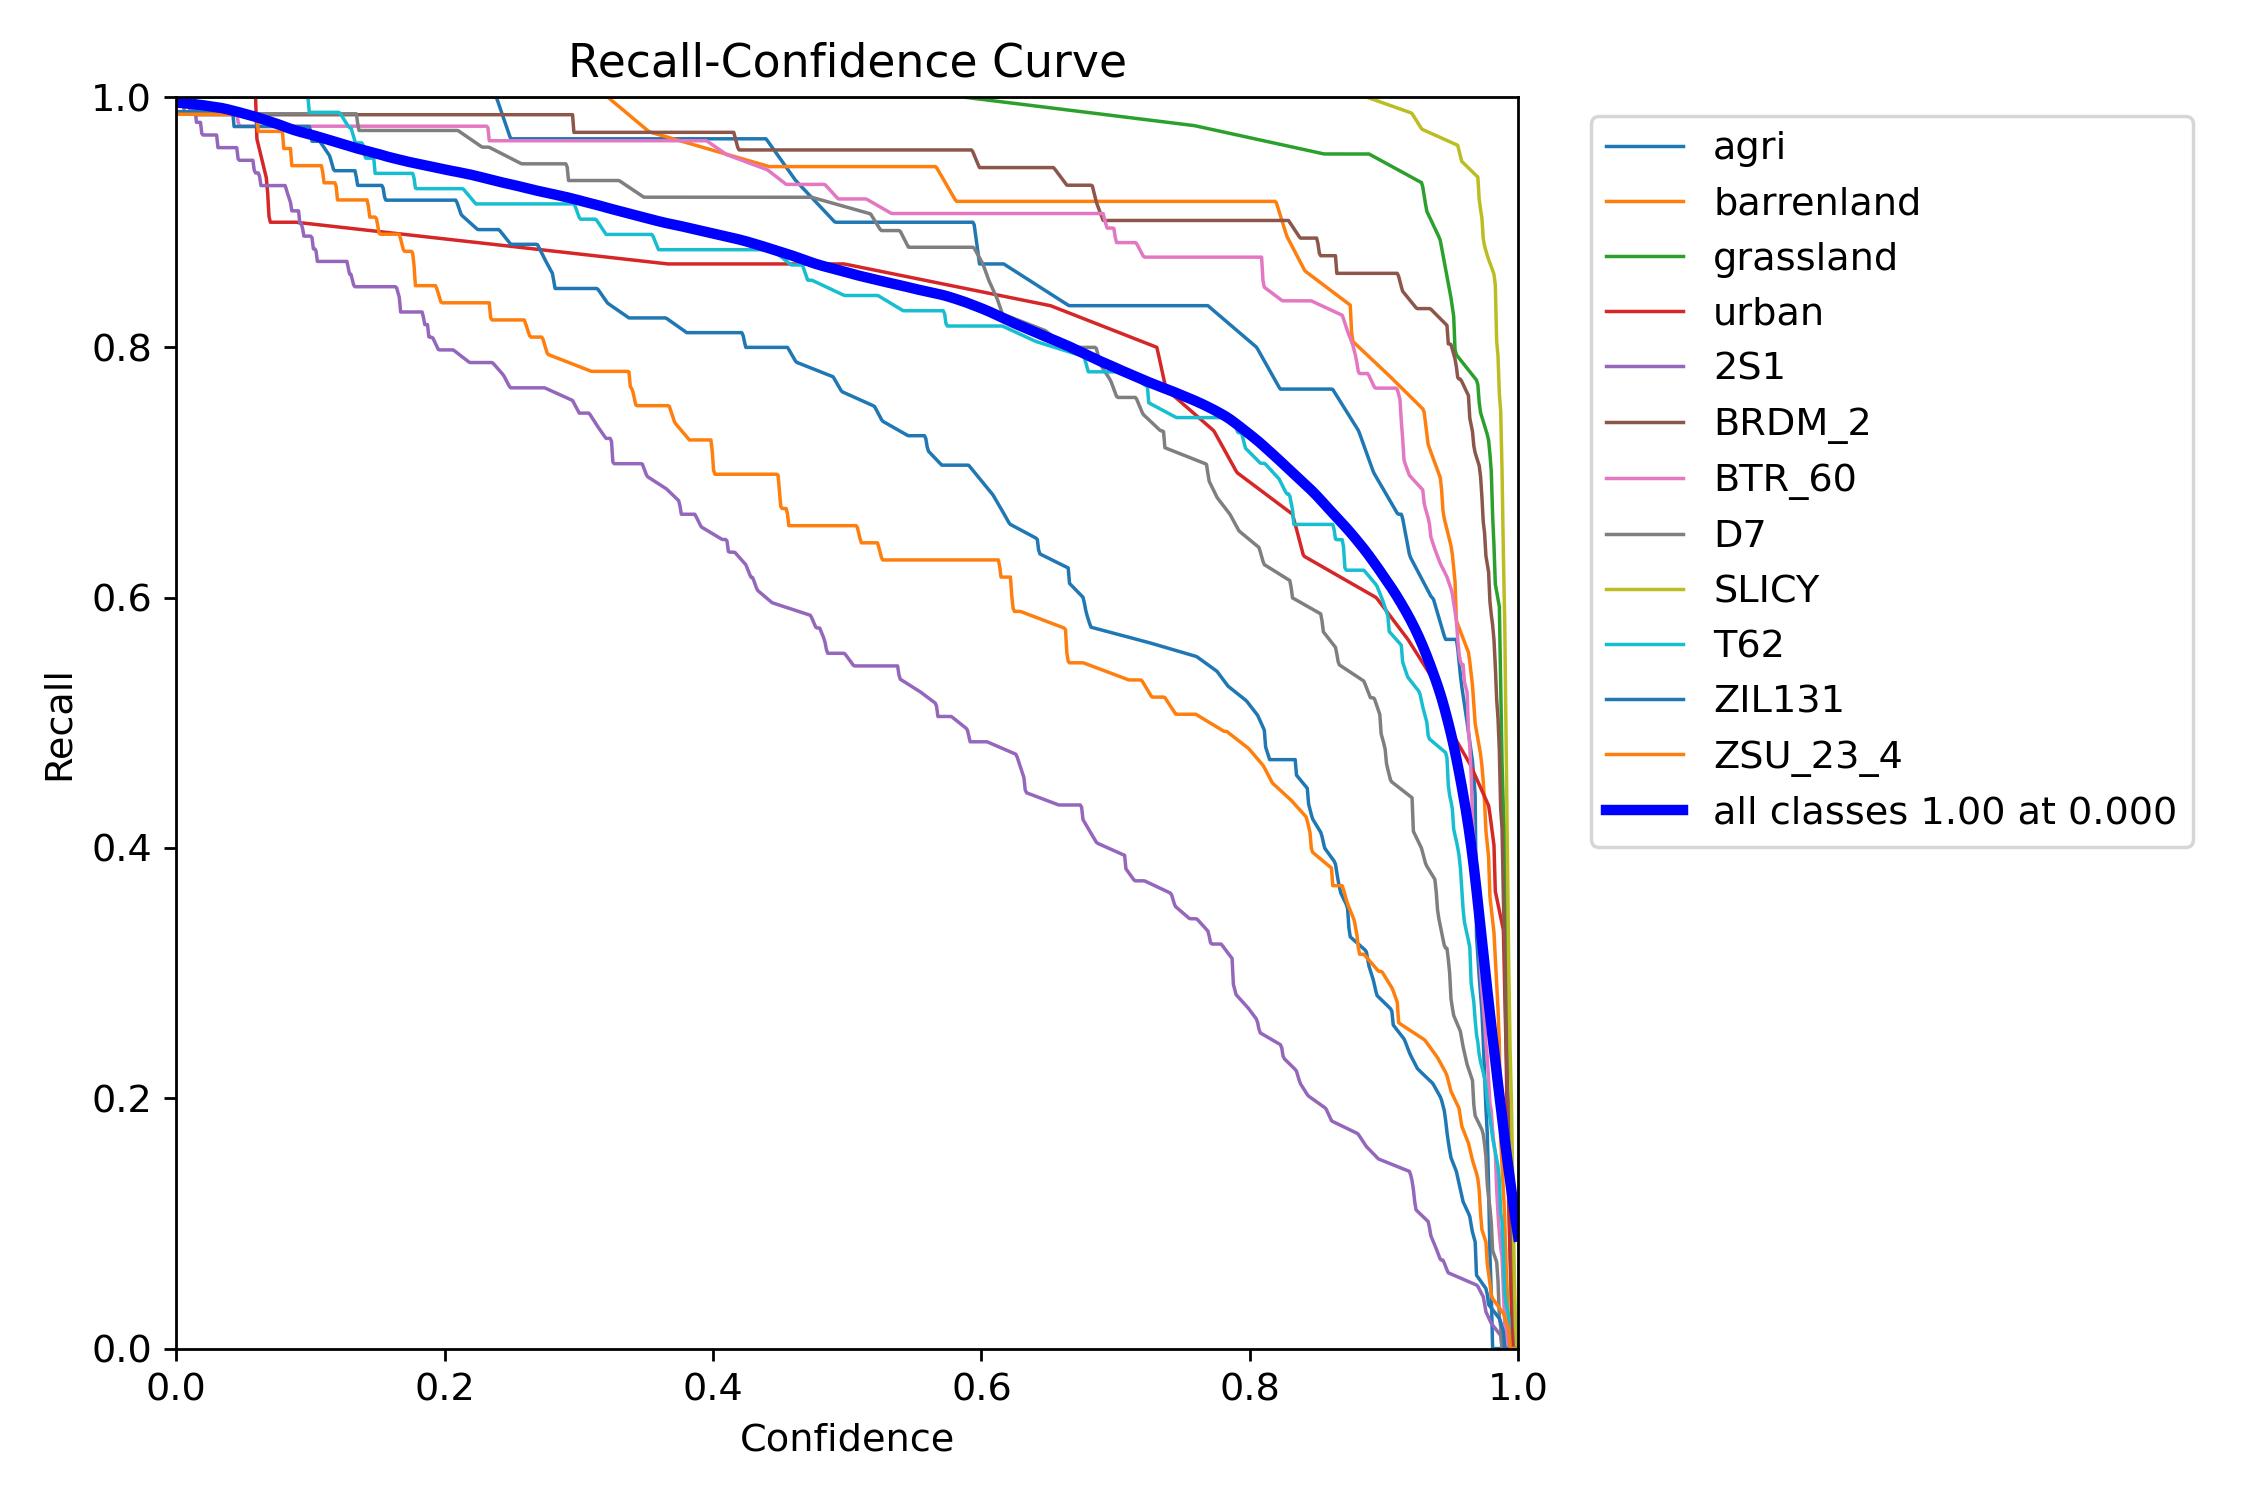 Recall-Confidence Curve
1.0
0.8
0.6
0.4
0.2
0.0
Recall
0.0 0.2 0.4 0.6 0.8 1.0
Confidence
agri
barrenland
grassland
urban
2S1
BRDM_2
BTR_60
D7
SLICY
T62
ZIL131
ZSU_23_4
all classes 1.00 at 0.000